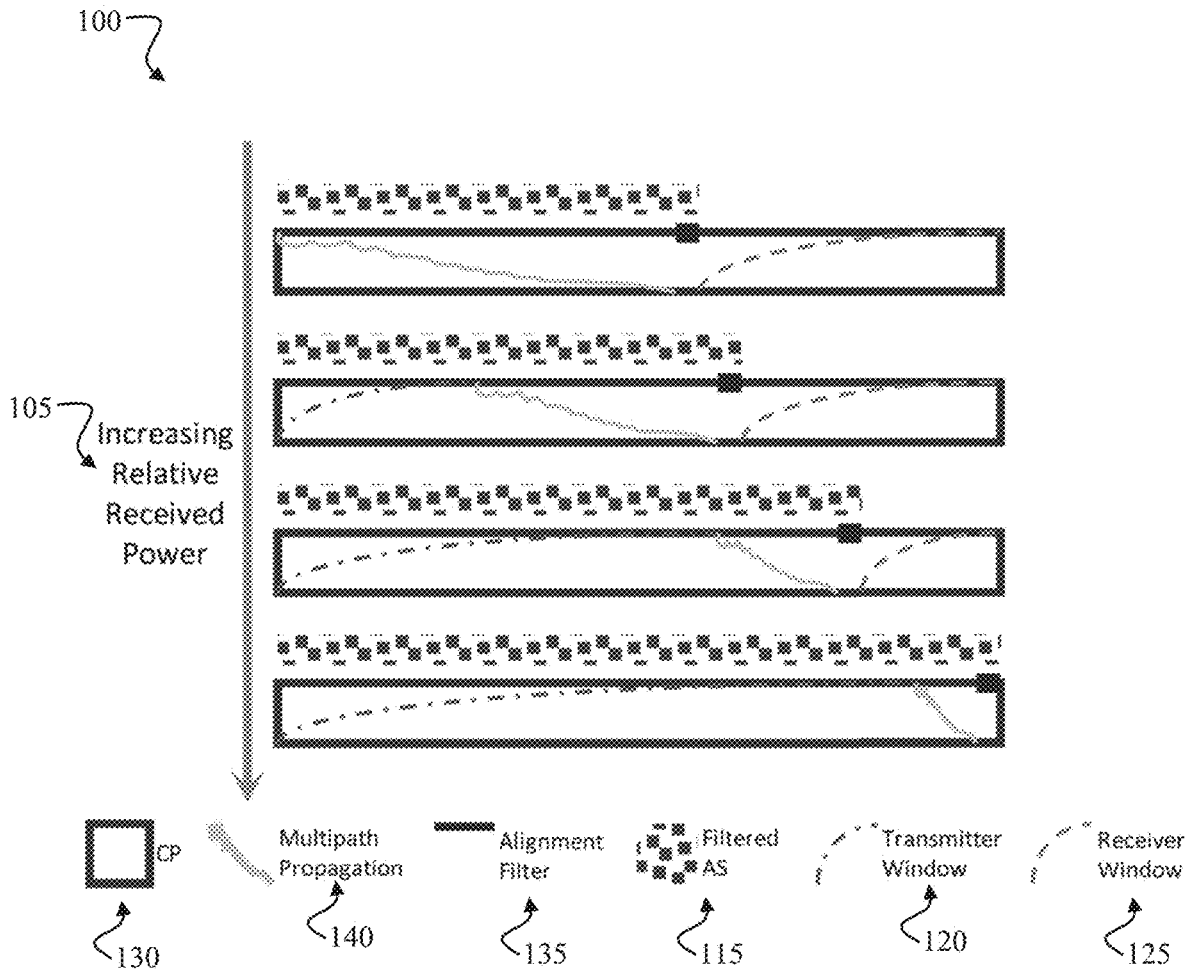 100
105
Increasing
Relative
Received
Power
CP
Multipath
Propagation
Alignment
Filter
Filtered
AS
Transmitter
Window
Receiver
Window
130
140
135
115
120
125